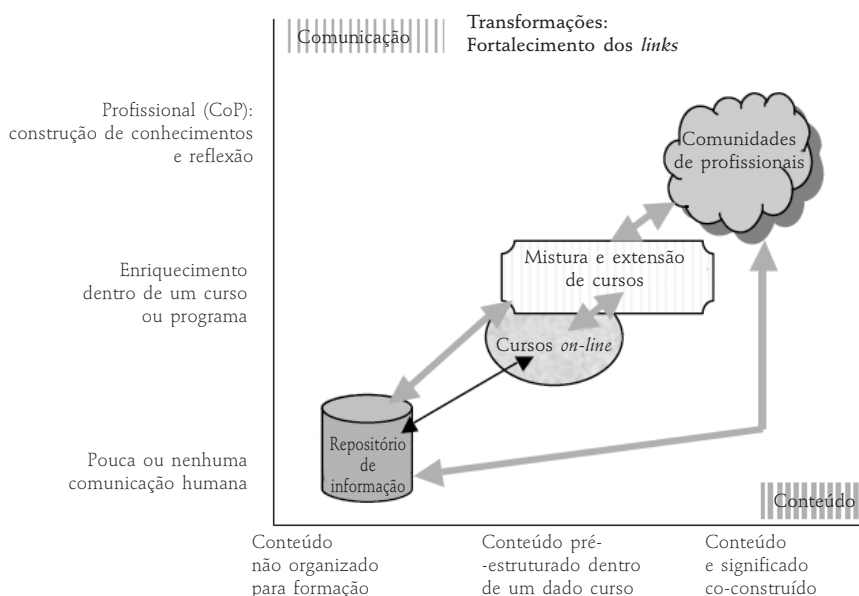 Comunicação
Transformações:
Fortalecimento dos links
Profissional (CoP):
construção de conhecimentos
e reflexão
Comunidades
de profissionais
Enriquecimento
dentro de um curso
ou programa
Mistura e extensão
de cursos
Cursos on-line
Pouca ou nenhuma
comunicação humana
Repositório
de
informação
Conteúdo
Conteúdo
não organizado
para formação
Conteúdo pré-
-estruturado dentro
de um dado curso
Conteúdo
e significado
co-construído